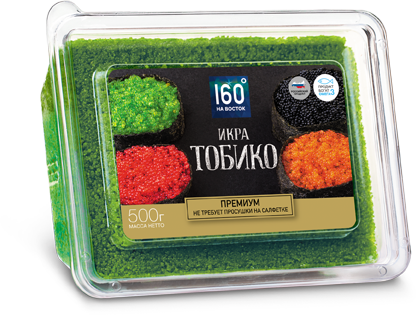 160°
НА ВОСТОК
ИКРА
ТОБИКО
ПРЕМИУМ
НЕ ТРЕБУЕТ ПРОСУШКИ НА САЛФЕТКЕ
500г
МАССА НЕТТО